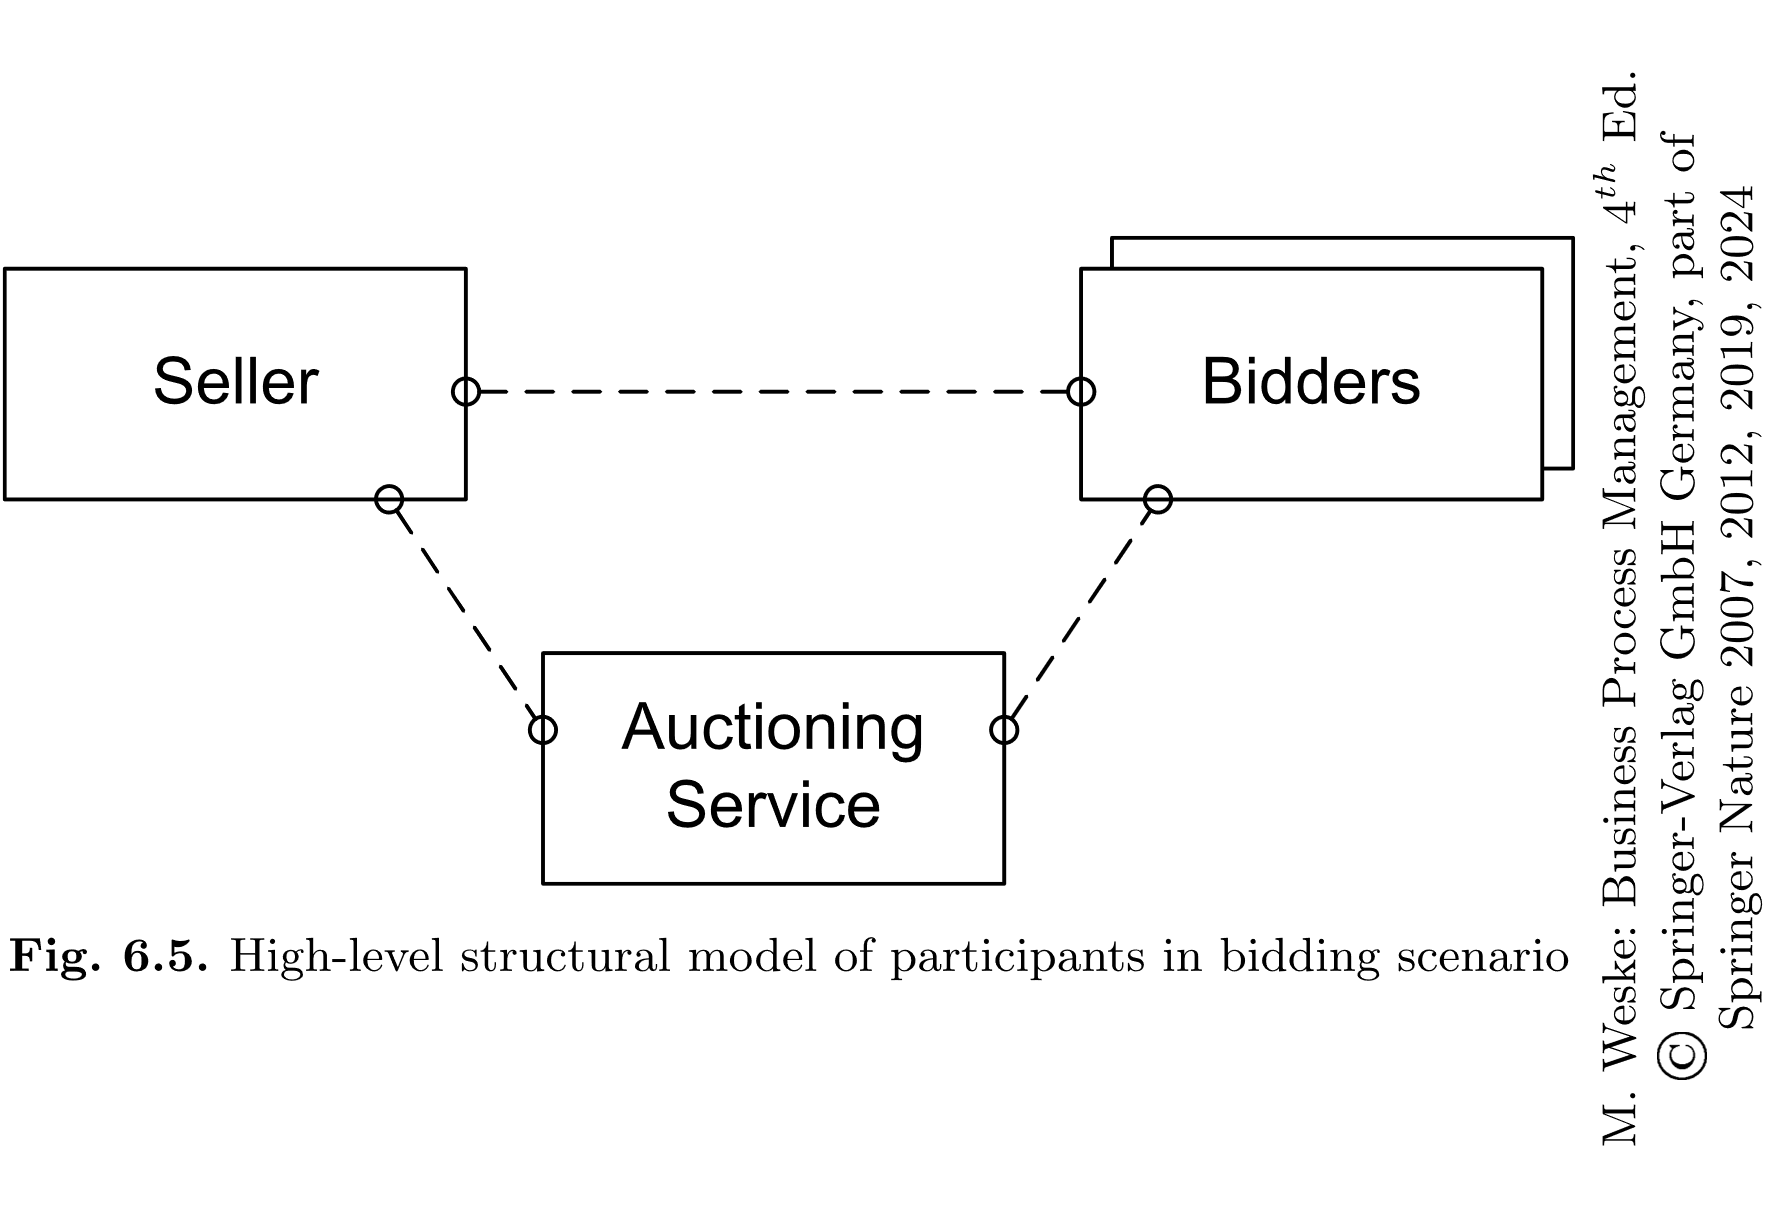 Seller
Bidders
Auctioning
Service
Fig. 6.5. High-level structural model of participants in bidding scenario
M. Weske: Business Process Management, 4th Ed.
© Springer-Verlag GmbH Germany, part of
Springer Nature 2007, 2012, 2019, 2024